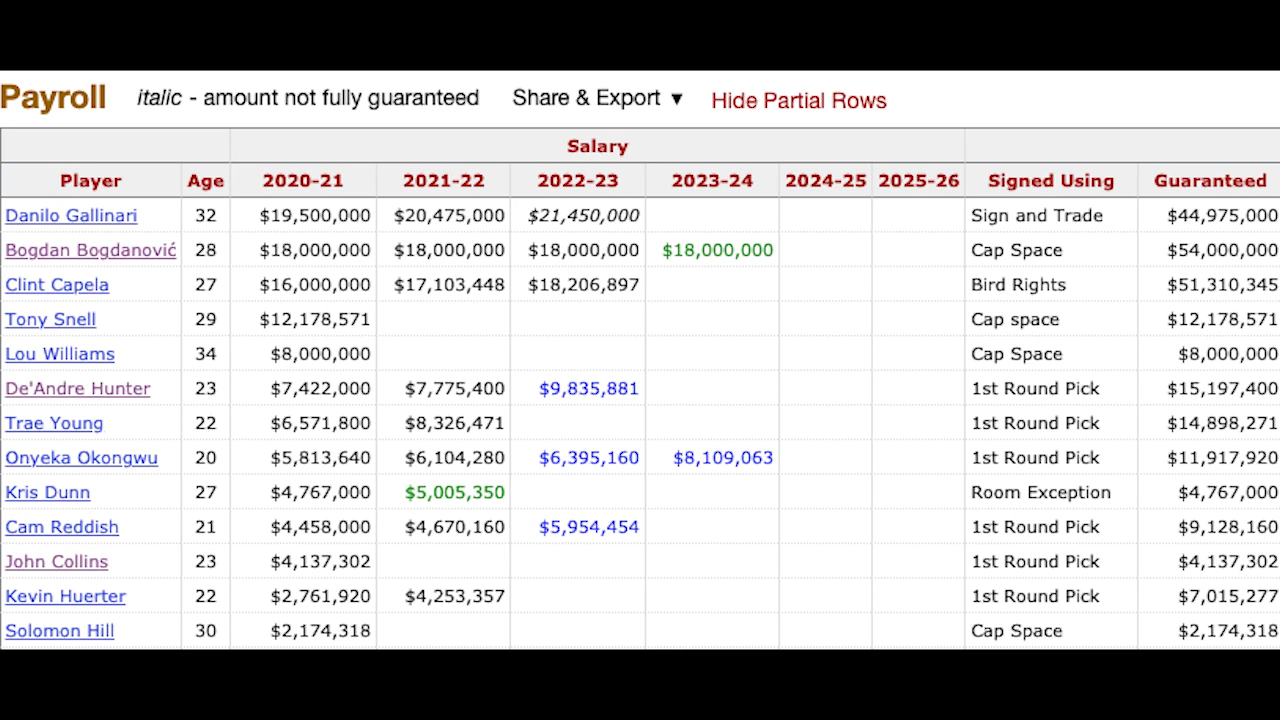 Payroll italic - amount not fully guaranteed Share & Export ▼ Hide Partial Rows
Salary
Player Age 2020-21 2021-22 2022-23 2023-24 2024-25 2025-26 Signed Using Guaranteed
Danilo Gallinari 32 $19,500,000 $20,475,000 $21,450,000 Sign and Trade $44,975,000
Bogdan Bogdanović 28 $18,000,000 $18,000,000 $18,000,000 $18,000,000 Cap Space $54,000,000
Clint Capela 27 $16,000,000 $17,103,448 $18,206,897 Bird Rights $51,310,345
Tony Snell 29 $12,178,571 Cap space $12,178,571
Lou Williams 34 $8,000,000 Cap Space $8,000,000
De'Andre Hunter 23 $7,422,000 $7,775,400 $9,835,881 1st Round Pick $15,197,400
Trae Young 22 $6,571,800 $8,326,471 1st Round Pick $14,898,271
Onyeka Okongwu 20 $5,813,640 $6,104,280 $6,395,160 $8,109,063 1st Round Pick $11,917,920
Kris Dunn 27 $4,767,000 $5,005,350 Room Exception $4,767,000
Cam Reddish 21 $4,458,000 $4,670,160 $5,954,454 1st Round Pick $9,128,160
John Collins 23 $4,137,302 1st Round Pick $4,137,302
Kevin Huerter 22 $2,761,920 $4,253,357 1st Round Pick $7,015,277
Solomon Hill 30 $2,174,318 Cap Space $2,174,318